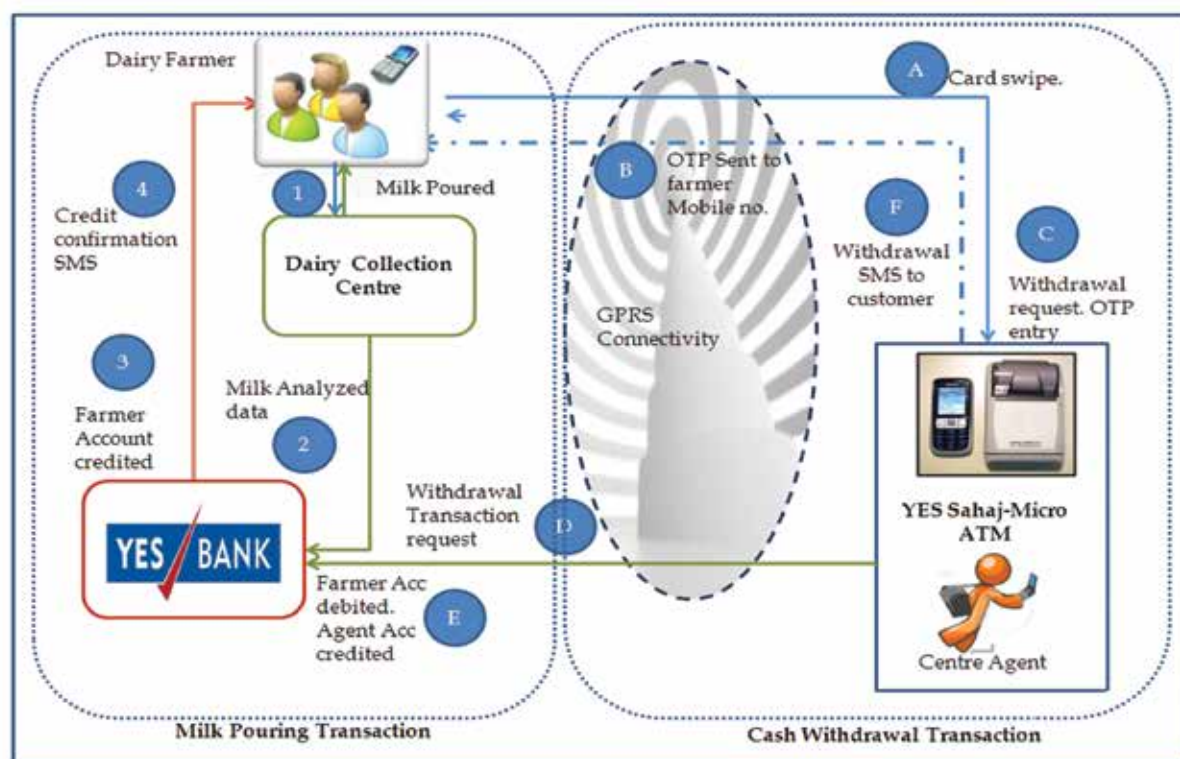 Dairy Farmer
A
Card swipe.
4
Credit
confirmation
SMS
1
Milk Poured
Dairy Collection
Centre
B
OTP Sent to
farmer
Mobile no.
F
Withdrawal
SMS to
customer
C
Withdrawal
request. OTP
entry
GPRS
Connectivity
3
Farmer
Account
credited
Milk Analyzed
data
2
YES BANK
Withdrawal
Transaction
request
D
Farmer Acc
debited.
Agent Acc
credited
E
YES Sahaj-Micro
ATM
Centre Agent
Milk Pouring Transaction
Cash Withdrawal Transaction